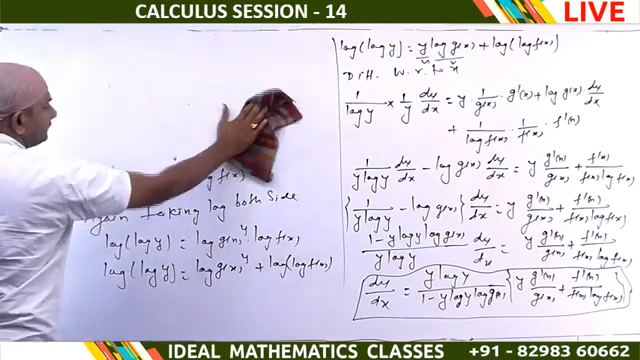 CALCULUS SESSION - 14
LIVE
log f(x)
Again taking log both side
log(log y) = log g(x)^y . log f(x)
log(log y) = log g(x)^y + log(log f(x))
log(log y) = y log g(x) + log(log f(x))
u v
Diff. w.r. to x
1/log y × 1/y dy/dx = y . 1/g(x) . g'(x) + log g(x) . dy/dx
+ 1/log f(x) . 1/f(x) . f'(x)
1/(y log y) dy/dx − log g(x) dy/dx = y g'(x)/g(x) + f'(x)/(f(x) log f(x))
{1/(y log y) − log g(x)} dy/dx = y g'(x)/g(x) + f'(x)/(f(x) log f(x))
(1 − y log y log g(x))/(y log y) dy/dx = y g'(x)/g(x) + f'(x)/(f(x) log f(x))
dy/dx = (y log y)/(1 − y log y log g(x)) {y g'(x)/g(x) + f'(x)/(f(x) log f(x))}
IDEAL MATHEMATICS CLASSES +91 - 82983 60662